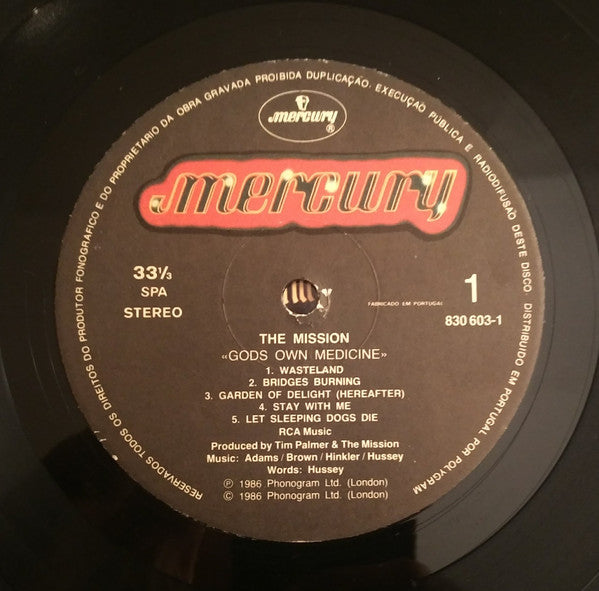 RESERVADOS TODOS OS DIREITOS DO PRODUTOR FONOGRAFICO E DO PROPRIETARIO DA OBRA GRAVADA PROIBIDA DUPLICAÇÃO, EXECUÇÃO PÚBLICA E RADIODIFUSÃO DESTE DISCO. DISTRIBUIDO EM PORTUGAL POR POLYGRAM
mercury
®
mercury
33⅓
SPA
STEREO
FABRICADO EM PORTUGAL
1
830 603-1
THE MISSION
«GODS OWN MEDICINE»
1. WASTELAND
2. BRIDGES BURNING
3. GARDEN OF DELIGHT (HEREAFTER)
4. STAY WITH ME
5. LET SLEEPING DOGS DIE
RCA Music
Produced by Tim Palmer & The Mission
Music: Adams / Brown / Hinkler / Hussey
Words: Hussey
℗ 1986 Phonogram Ltd. (London)
© 1986 Phonogram Ltd. (London)